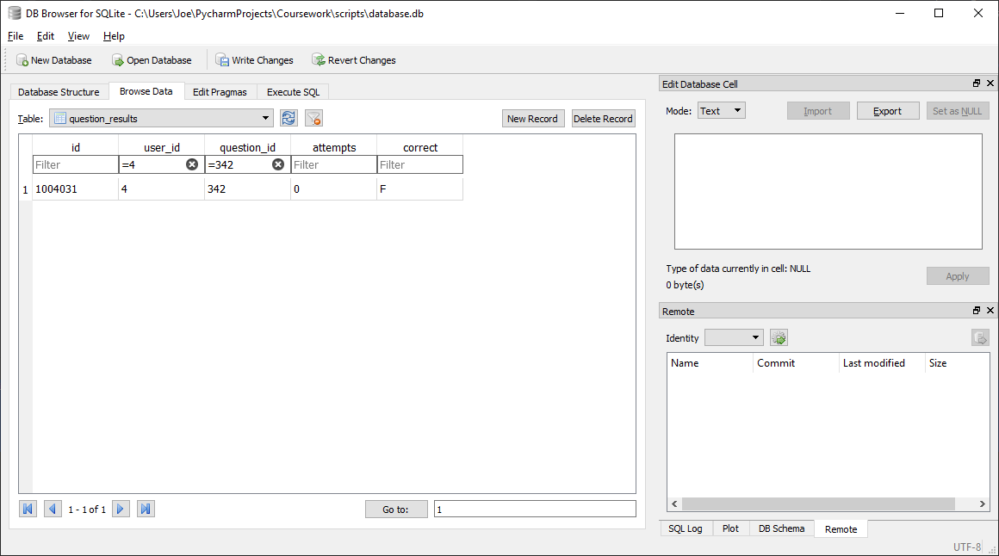 DB Browser for SQLite - C:\Users\Joe\PycharmProjects\Coursework\scripts\database.db
File Edit View Help
New Database Open Database Write Changes Revert Changes
Database Structure Browse Data Edit Pragmas Execute SQL
Table: question_results New Record Delete Record
id user_id question_id attempts correct
Filter =4 =342 Filter Filter
1 1004031 4 342 0 F
1 - 1 of 1 Go to: 1
Edit Database Cell
Mode: Text Import Export Set as NULL
Type of data currently in cell: NULL
0 byte(s)
Apply
Remote
Identity
Name Commit Last modified Size
SQL Log Plot DB Schema Remote
UTF-8